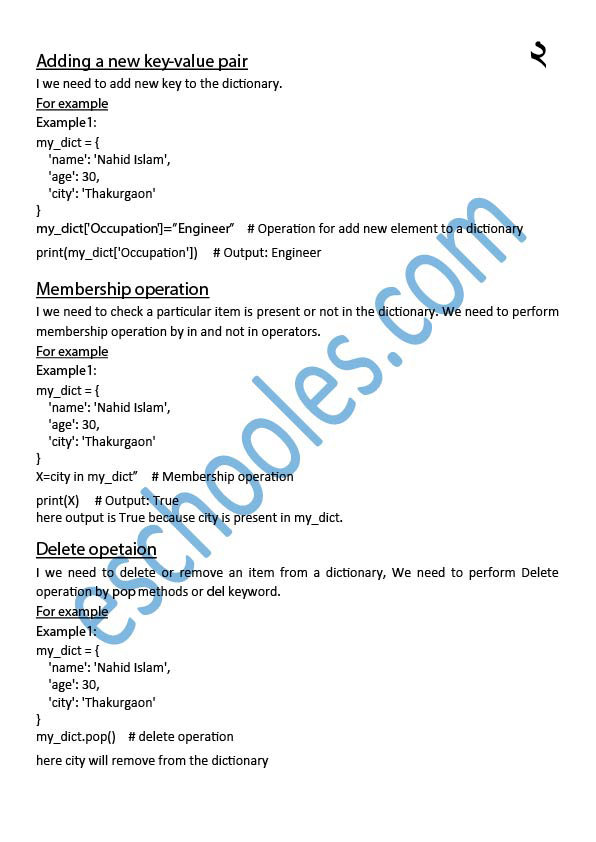 ২
Adding a new key-value pair
I we need to add new key to the dictionary.
For example
Example1:
my_dict = {
    'name': 'Nahid Islam',
    'age': 30,
    'city': 'Thakurgaon'
}
my_dict['Occupation']=”Engineer”    # Operation for add new element to a dictionary
print(my_dict['Occupation'])    # Output: Engineer
Membership operation
I we need to check a particular item is present or not in the dictionary. We need to perform
membership operation by in and not in operators.
For example
Example1:
my_dict = {
    'name': 'Nahid Islam',
    'age': 30,
    'city': 'Thakurgaon'
}
X=city in my_dict”    # Membership operation
print(X)    # Output: True
here output is True because city is present in my_dict.
Delete opetaion
I we need to delete or remove an item from a dictionary, We need to perform Delete
operation by pop methods or del keyword.
For example
Example1:
my_dict = {
    'name': 'Nahid Islam',
    'age': 30,
    'city': 'Thakurgaon'
}
my_dict.pop()    # delete operation
here city will remove from the dictionary
eschooles.com